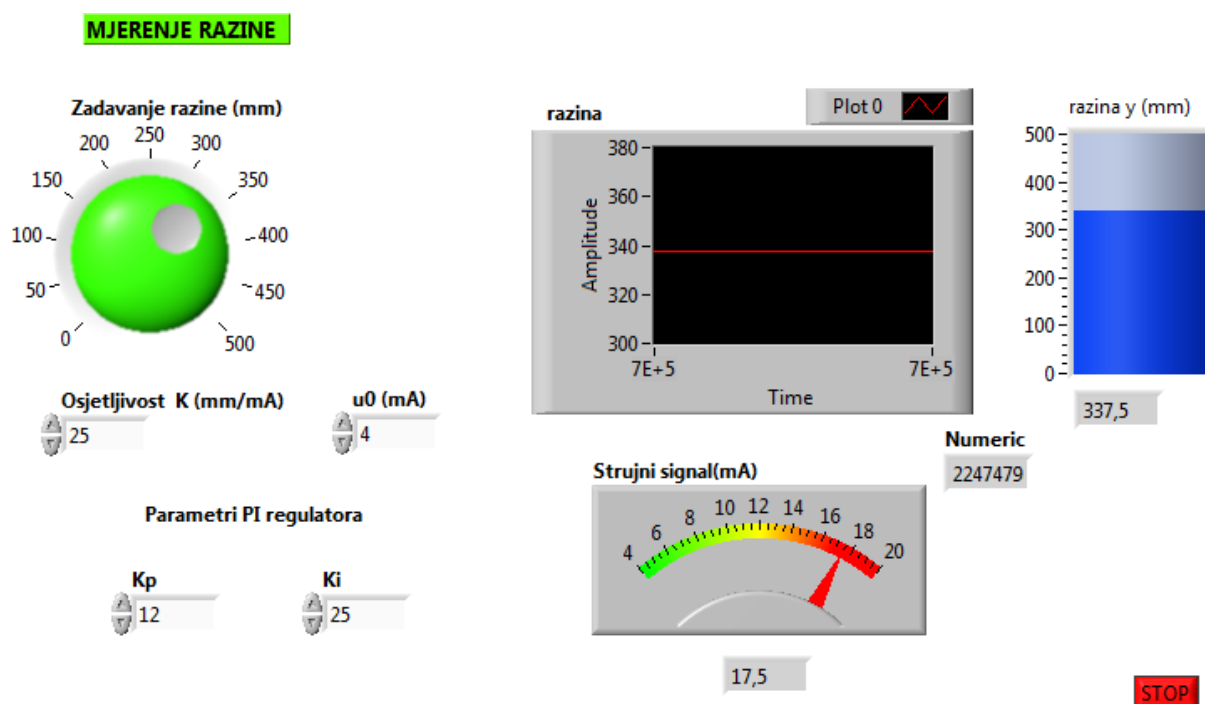 MJERENJE RAZINE
Zadavanje razine (mm)
0
50
100
150
200
250
300
350
400
450
500
Osjetljivost K (mm/mA)
25
u0 (mA)
4
Parametri PI regulatora
Kp
12
Ki
25
razina
Plot 0
Amplitude
380
360
340
320
300
7E+5
7E+5
Time
razina y (mm)
500
400
300
200
100
0
337,5
Numeric
2247479
Strujni signal(mA)
4
6
8
10
12
14
16
18
20
17,5
STOP